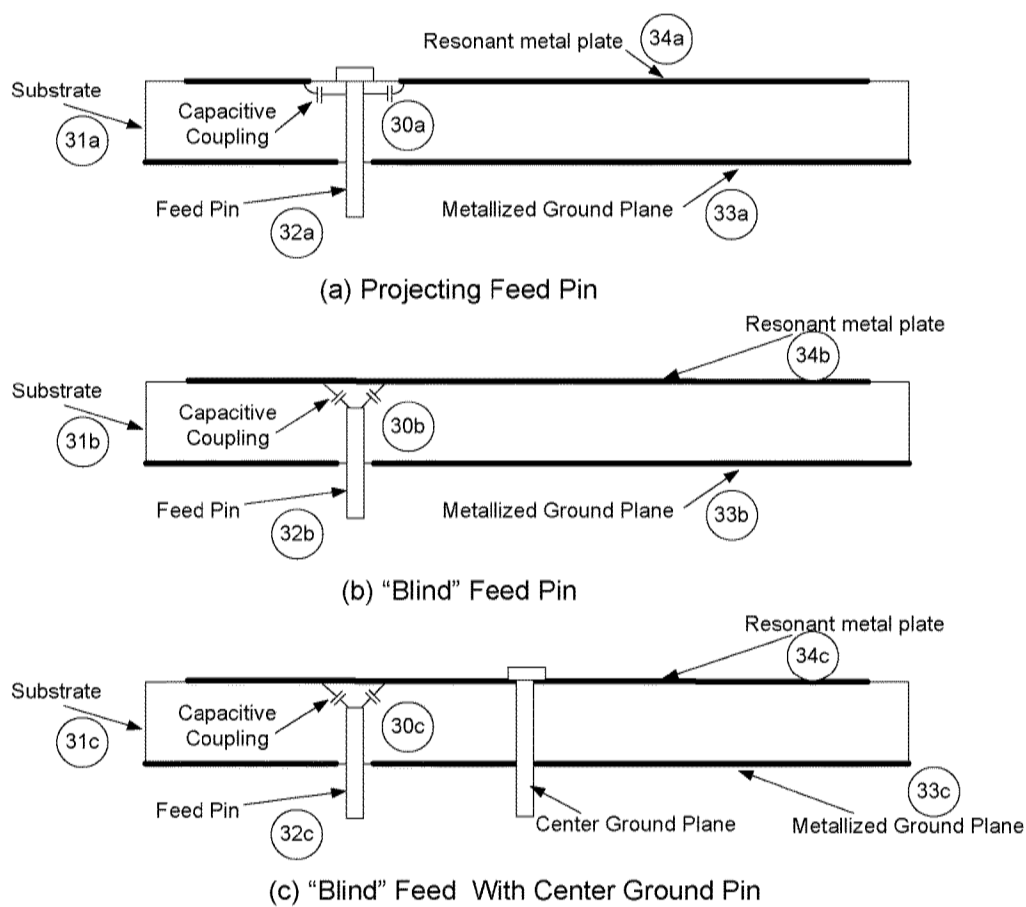 Resonant metal plate
34a
Substrate
31a
Capacitive
Coupling
30a
Feed Pin
32a
Metallized Ground Plane
33a
(a) Projecting Feed Pin
Resonant metal plate
34b
Substrate
31b
Capacitive
Coupling
30b
Feed Pin
32b
Metallized Ground Plane
33b
(b) “Blind” Feed Pin
Resonant metal plate
34c
Substrate
31c
Capacitive
Coupling
30c
Feed Pin
32c
Center Ground Plane
33c
Metallized Ground Plane
(c) “Blind” Feed With Center Ground Pin